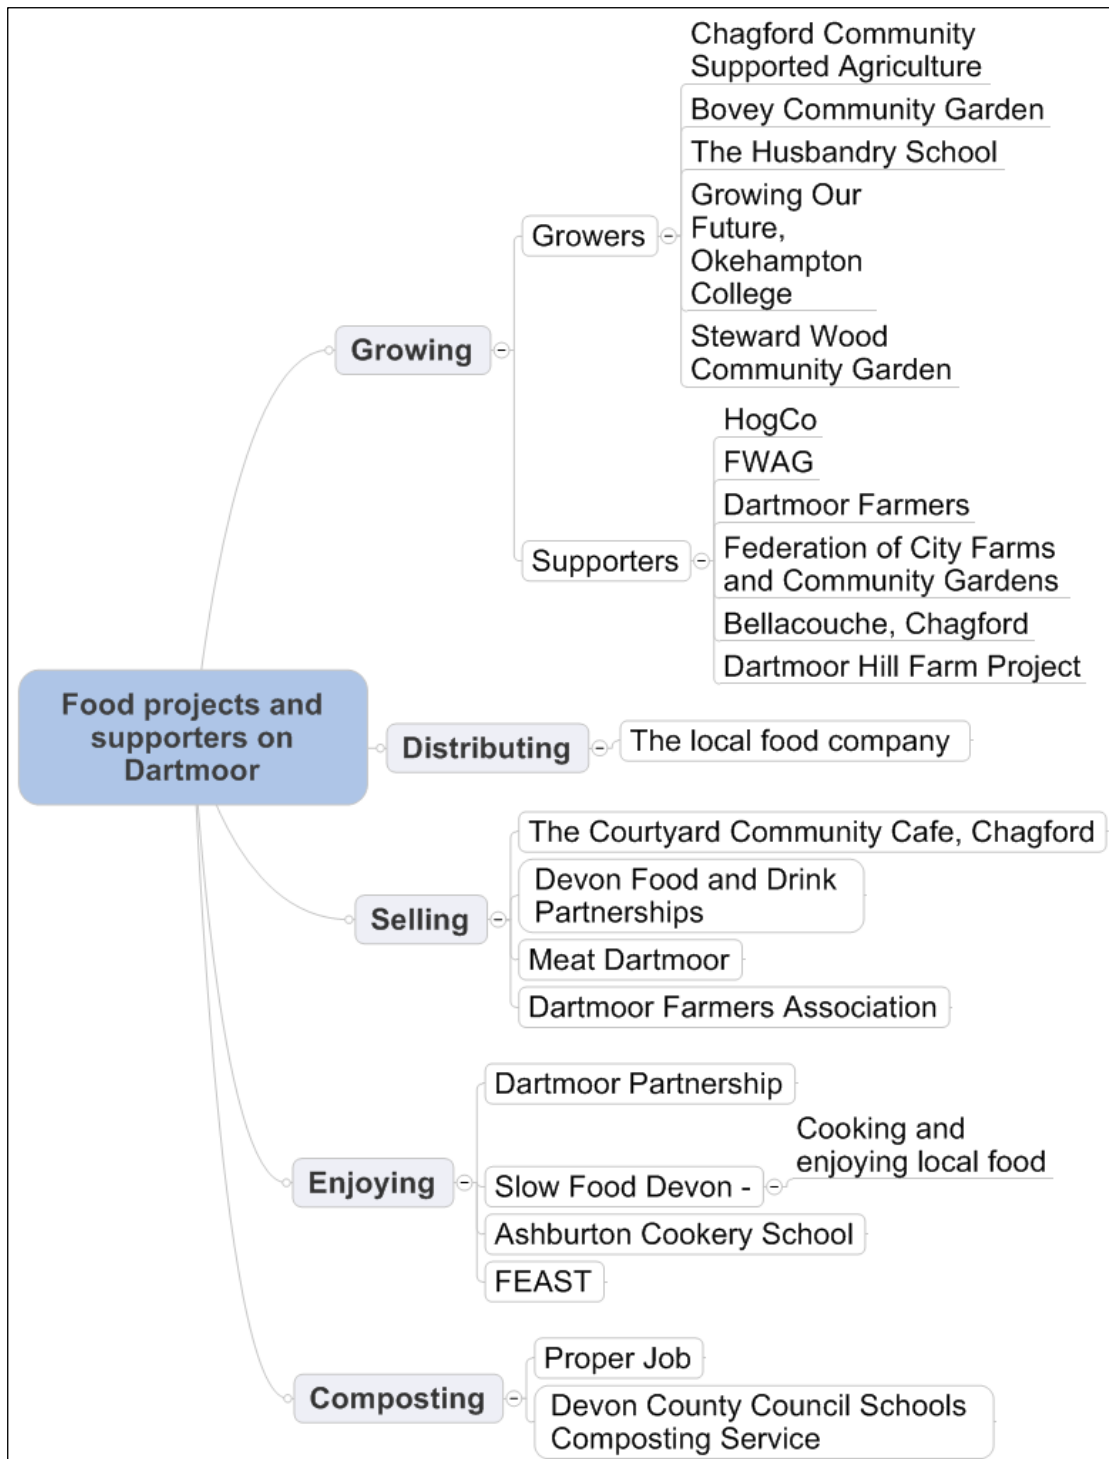 Chagford Community
Supported Agriculture
Bovey Community Garden
The Husbandry School
Growing Our
Future,
Okehampton
College
Steward Wood
Community Garden
Growers
Growing
HogCo
FWAG
Dartmoor Farmers
Federation of City Farms
and Community Gardens
Bellacouche, Chagford
Dartmoor Hill Farm Project
Supporters
Food projects and
supporters on
Dartmoor
Distributing
The local food company
The Courtyard Community Cafe, Chagford
Devon Food and Drink
Partnerships
Meat Dartmoor
Dartmoor Farmers Association
Selling
Dartmoor Partnership
Cooking and
enjoying local food
Slow Food Devon -
Ashburton Cookery School
FEAST
Enjoying
Proper Job
Devon County Council Schools
Composting Service
Composting